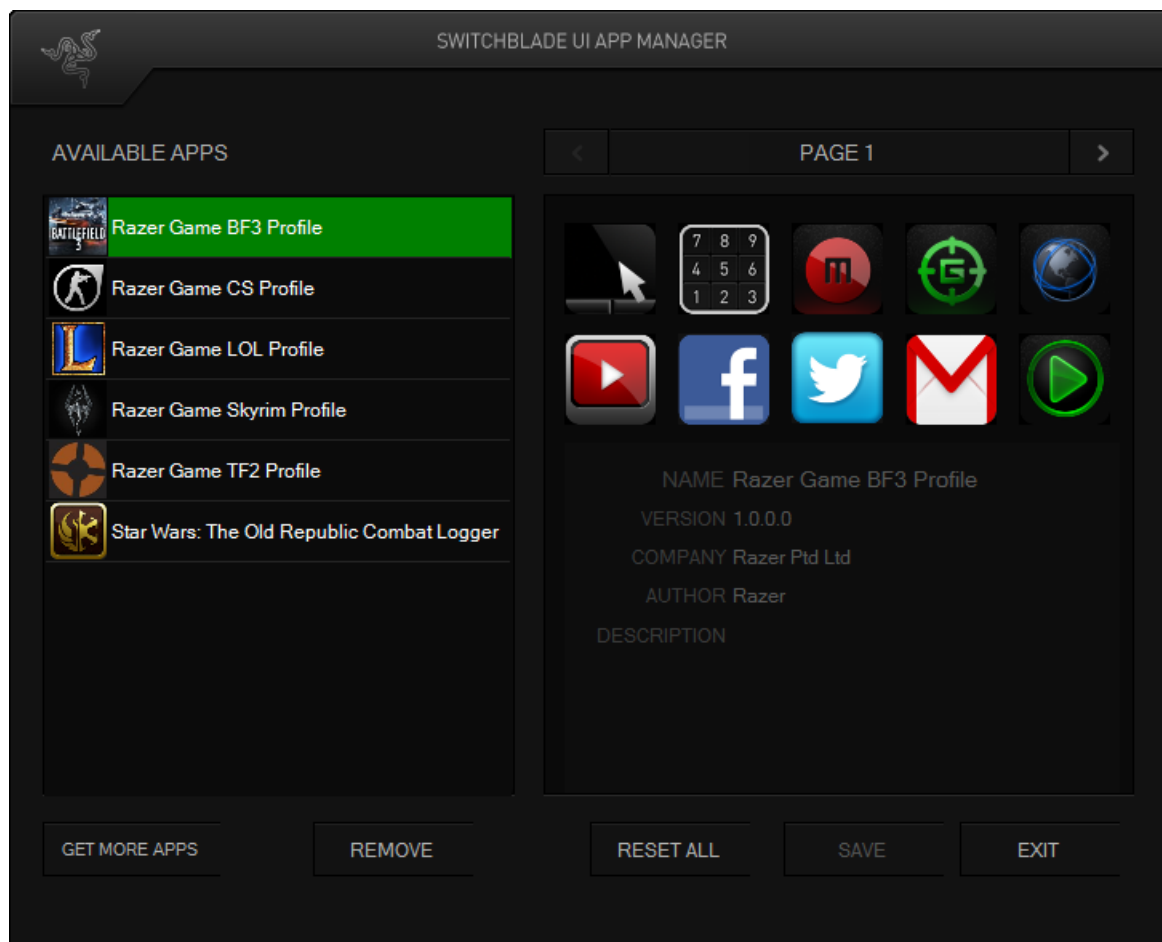 SWITCHBLADE UI APP MANAGER
AVAILABLE APPS
PAGE 1
BATTLEFIELD
3
Razer Game BF3 Profile
Razer Game CS Profile
L
Razer Game LOL Profile
Razer Game Skyrim Profile
Razer Game TF2 Profile
Star Wars: The Old Republic Combat Logger
7 8 9
4 5 6
1 2 3
m
G
f
M
NAME Razer Game BF3 Profile
VERSION 1.0.0.0
COMPANY Razer Ptd Ltd
AUTHOR Razer
DESCRIPTION
GET MORE APPS
REMOVE
RESET ALL
SAVE
EXIT